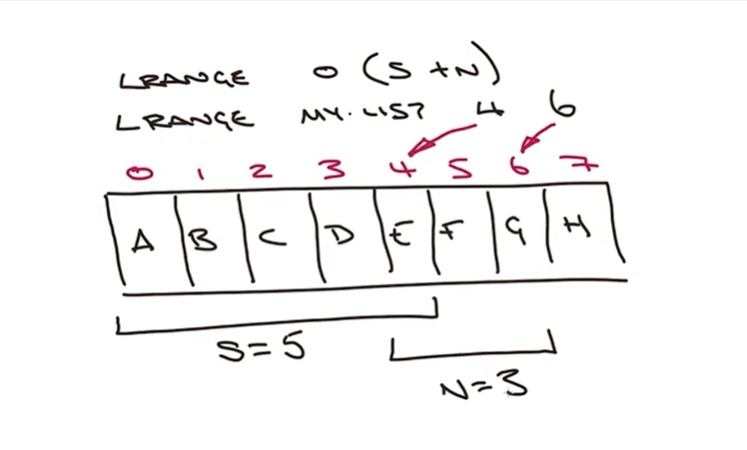 LRANGE O (S+N)
LRANGE MY.LIST 4 6
0 1 2 3 4 5 6 7
A B C D E F G H
S=5
N=3